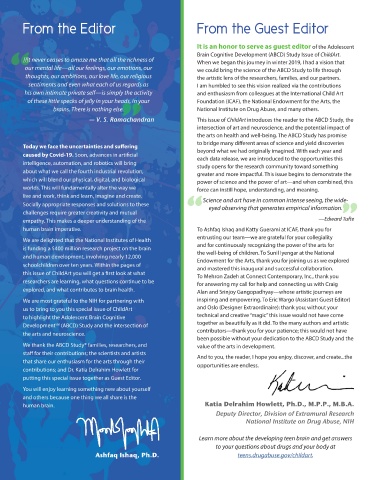 From the Editor
It never ceases to amaze me that all the richness of
our mental life—all our feelings, our emotions, our
thoughts, our ambitions, our love life, our religious
sentiments and even what each of us regards as
his own intimate private self—is simply the activity
of these little specks of jelly in your heads, in your
brains. There is nothing else.
— V. S. Ramachandran
Today we face the uncertainties and suffering
caused by Covid-19. Soon, advances in artificial
intelligence, automation, and robotics will bring
about what we call the fourth industrial revolution,
which will blend our physical, digital, and biological
worlds. This will fundamentally alter the way we
live and work, think and learn, imagine and create.
Socially appropriate responses and solutions to these
challenges require greater creativity and mutual
empathy. This makes a deeper understanding of the
human brain imperative.
We are delighted that the National Institutes of Health
is funding a $400 million research project on the brain
and human development, involving nearly 12,000
schoolchildren over ten years. Within the pages of
this issue of ChildArt you will get a first look at what
researchers are learning, what questions continue to be
explored, and what contributes to brain health.
We are most grateful to the NIH for partnering with
us to bring to you this special issue of ChildArt
to highlight the Adolescent Brain Cognitive
Development℠ (ABCD) Study and the intersection of
the arts and neuroscience.
We thank the ABCD Study® families, researchers, and
staff for their contributions; the scientists and artists
that share our enthusiasm for the arts through their
contributions; and Dr. Katia Delrahim Howlett for
putting this special issue together as Guest Editor.
You will enjoy learning something new about yourself
and others because one thing we all share is the
human brain.
Ashfaq Ishaq, Ph.D.
From the Guest Editor
It is an honor to serve as guest editor of the Adolescent
Brain Cognitive Development (ABCD) Study Issue of ChildArt.
When we began this journey in winter 2019, I had a vision that
we could bring the science of the ABCD Study to life through
the artistic lens of the researchers, families, and our partners.
I am humbled to see this vision realized via the contributions
and enthusiasm from colleagues at the International Child Art
Foundation (ICAF), the National Endowment for the Arts, the
National Institute on Drug Abuse, and many others.
This issue of ChildArt introduces the reader to the ABCD Study, the
intersection of art and neuroscience, and the potential impact of
the arts on health and well-being. The ABCD Study has promise
to bridge many different areas of science and yield discoveries
beyond what we had originally imagined. With each year and
each data release, we are introduced to the opportunities this
study opens for the research community toward something
greater and more impactful. This issue begins to demonstrate the
power of science and the power of art—and when combined, this
force can instill hope, understanding, and meaning.
Science and art have in common intense seeing, the wide-
eyed observing that generates empirical information.
—Edward Tufte
To Ashfaq Ishaq and Katty Guerami at ICAF, thank you for
entrusting our team—we are grateful for your collegiality
and for continuously recognizing the power of the arts for
the well-being of children. To Sunil Iyengar at the National
Endowment for the Arts, thank you for joining us as we explored
and mastered this inaugural and successful collaboration.
To Mehron Zadeh at Connect Contemporary, Inc., thank you
for answering my call for help and connecting us with Craig
Alan and Srinjoy Gangopadhyay—whose artistic journeys are
inspiring and empowering. To Eric Wargo (Assistant Guest Editor)
and Oslo (Designer Extraordinaire): thank you; without your
technical and creative "magic" this issue would not have come
together as beautifully as it did. To the many authors and artistic
contributors—thank you for your patience; this would not have
been possible without your dedication to the ABCD Study and the
value of the arts in development.
And to you, the reader, I hope you enjoy, discover, and create...the
opportunities are endless.
Katia Delrahim Howlett, Ph.D., M.P.P., M.B.A.
Deputy Director, Division of Extramural Research
National Institute on Drug Abuse, NIH
Learn more about the developing teen brain and get answers
to your questions about drugs and your body at
teens.drugabuse.gov/childart.